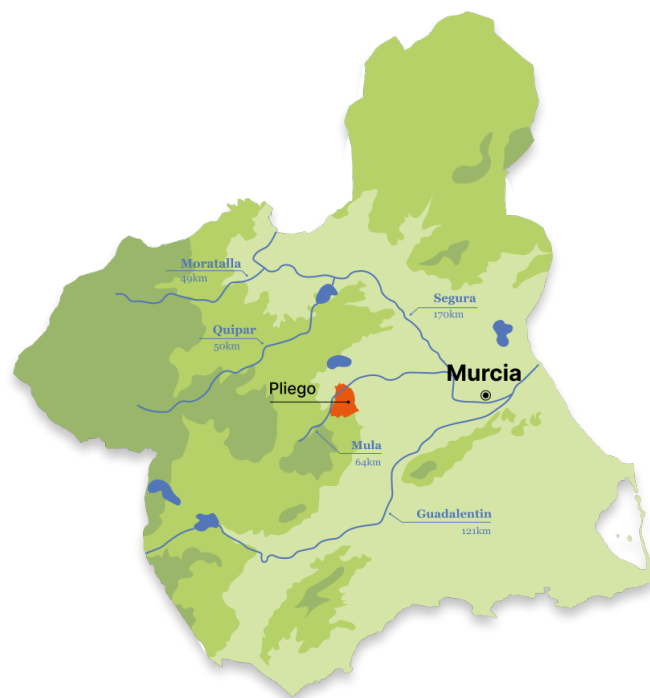 Moratalla
49km
Segura
170km
Quipar
50km
Murcia
Pliego
Mula
64km
Guadalentin
121km